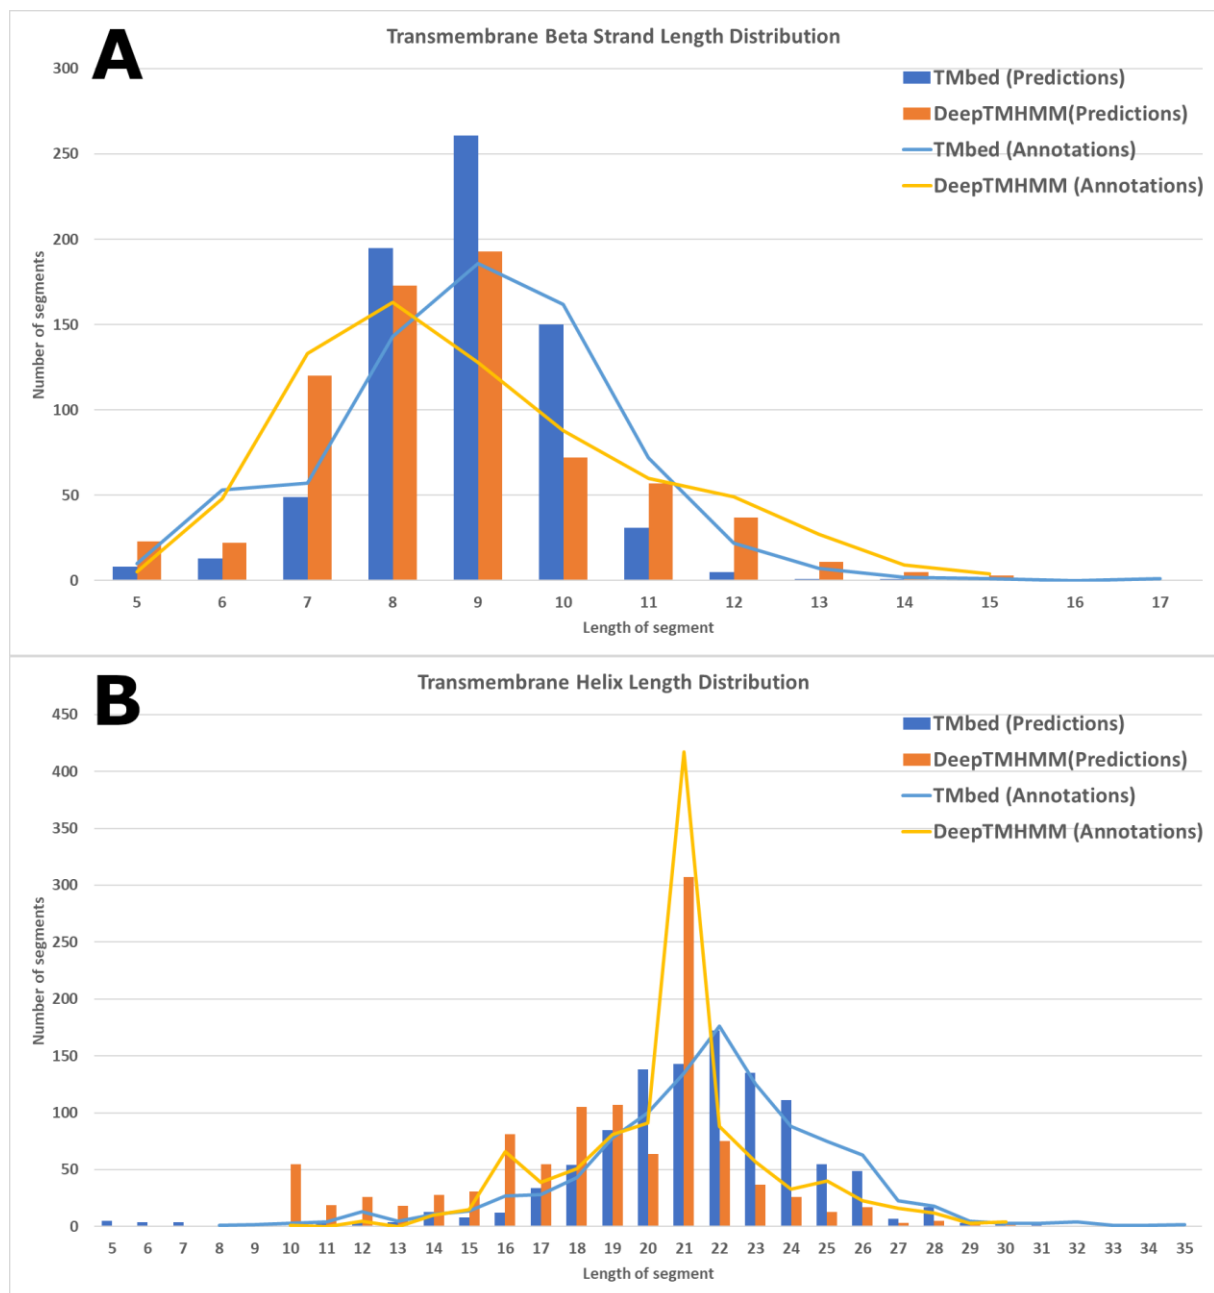 A
Transmembrane Beta Strand Length Distribution
300
250
200
150
100
50
0
Number of segments
TMbed (Predictions)
DeepTMHMM(Predictions)
TMbed (Annotations)
DeepTMHMM (Annotations)
5 6 7 8 9 10 11 12 13 14 15 16 17
Length of segment
B
Transmembrane Helix Length Distribution
450
400
350
300
250
200
150
100
50
0
Number of segments
TMbed (Predictions)
DeepTMHMM(Predictions)
TMbed (Annotations)
DeepTMHMM (Annotations)
5 6 7 8 9 10 11 12 13 14 15 16 17 18 19 20 21 22 23 24 25 26 27 28 29 30 31 32 33 34 35
Length of segment